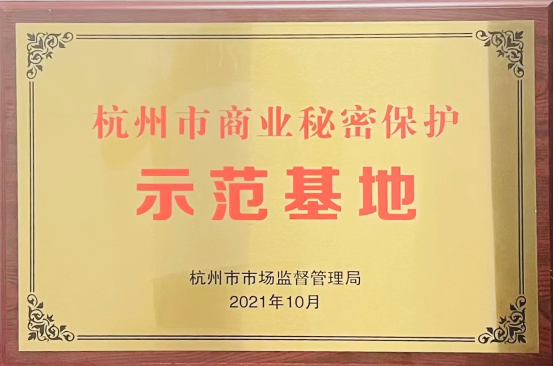 杭州市商业秘密保护
示范基地
杭州市市场监督管理局
2021年10月